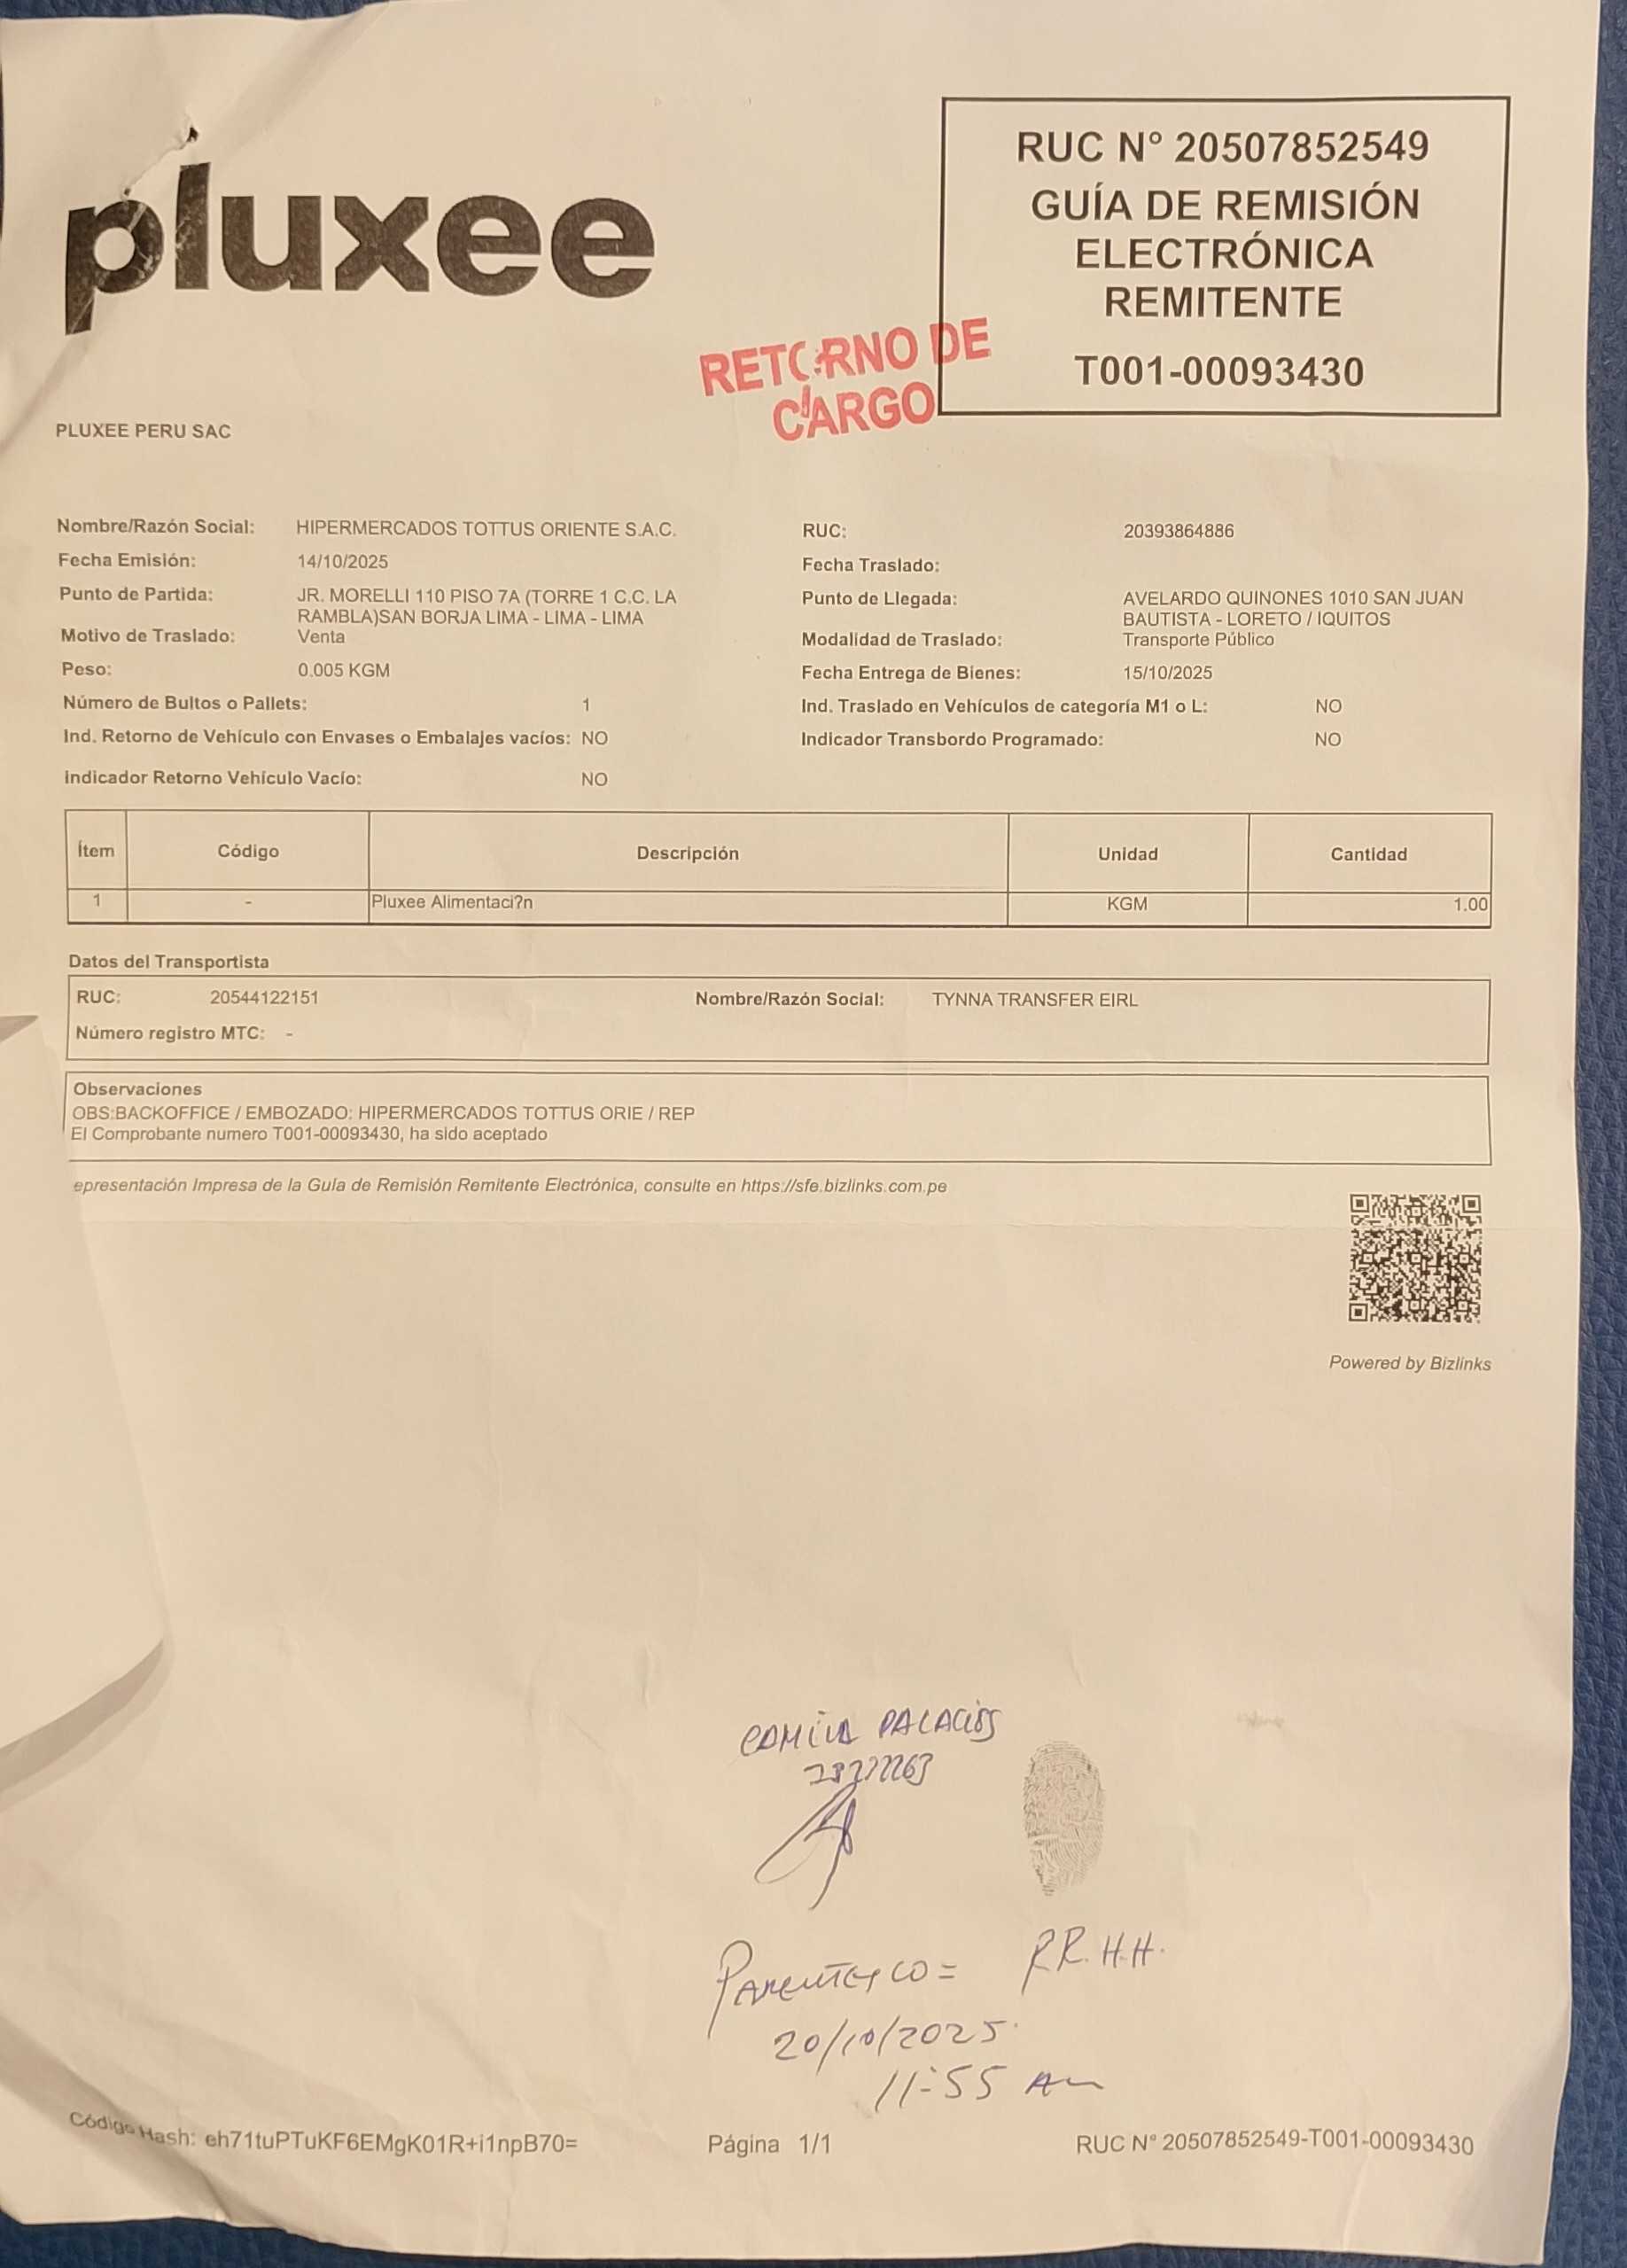 pluxee
RUC N° 20507852549
GUÍA DE REMISIÓN
ELECTRÓNICA
REMITENTE
T001-00093430
RETORNO DE
CARGO
PLUXEE PERU SAC
Nombre/Razón Social: HIPERMERCADOS TOTTUS ORIENTE S.A.C.
RUC: 20393864886
Fecha Emisión: 14/10/2025
Fecha Traslado:
Punto de Partida: JR. MORELLI 110 PISO 7A (TORRE 1 C.C. LA
RAMBLA)SAN BORJA LIMA - LIMA - LIMA
Punto de Llegada: AVELARDO QUINONES 1010 SAN JUAN
BAUTISTA - LORETO / IQUITOS
Motivo de Traslado: Venta
Modalidad de Traslado: Transporte Público
Peso: 0.005 KGM
Fecha Entrega de Bienes: 15/10/2025
Número de Bultos o Pallets: 1
Ind. Traslado en Vehículos de categoría M1 o L: NO
Ind. Retorno de Vehículo con Envases o Embalajes vacíos: NO
Indicador Transbordo Programado: NO
Indicador Retorno Vehículo Vacío: NO
Ítem Código Descripción Unidad Cantidad
1 - Pluxee Alimentaci?n KGM 1.00
Datos del Transportista
RUC: 20544122151 Nombre/Razón Social: TYNNA TRANSFER EIRL
Número registro MTC: -
Observaciones
OBS:BACKOFFICE / EMBOZADO: HIPERMERCADOS TOTTUS ORIE / REP
El Comprobante numero T001-00093430, ha sido aceptado
epresentación Impresa de la Guía de Remisión Remitente Electrónica, consulte en https://sfe.bizlinks.com.pe
Powered by Bizlinks
CAMILA PALACIOS
PARENTESCO = RR.HH.
20/10/2025
11:55 AM
Código Hash: eh71tuPTuKF6EMgK01R+i1npB70=
Página 1/1
RUC N° 20507852549-T001-00093430